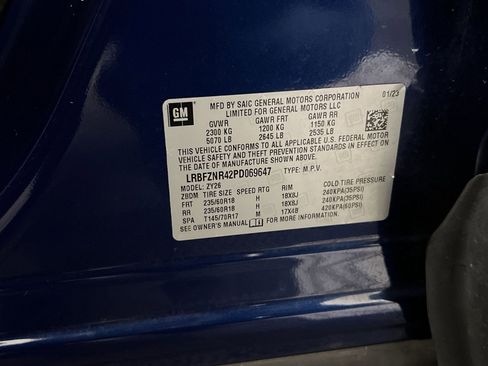 GM
MFD BY SAIC GENERAL MOTORS CORPORATION 01/23
LIMITED FOR GENERAL MOTORS LLC
GVWR GAWR FRT GAWR RR
2300 KG 1200 KG 1150 KG
5070 LB 2645 LB 2535 LB
THIS VEHICLE CONFORMS TO ALL APPLICABLE U.S. FEDERAL MOTOR
VEHICLE SAFETY AND THEFT PREVENTION STANDARDS IN EFFECT ON
THE DATE OF MANUFACTURE SHOWN ABOVE.
LRBFZNR42PD069647 TYPE: M.P.V.
MODEL: ZY26
ZBDM TIRE SIZE SPEED RTG RIM COLD TIRE PRESSURE
FRT 235/60R18 H 18X8J 240KPA(35PSI)
RR 235/60R18 H 18X8J 240KPA(35PSI)
SPA T145/70R17 M 17X4B 420KPA(60PSI)
SEE OWNER'S MANUAL